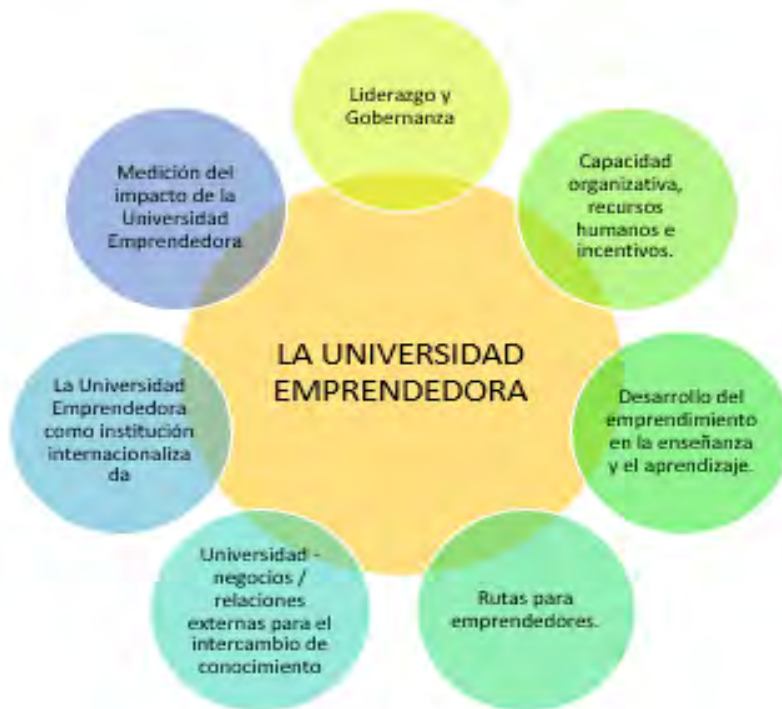 Liderazgo y
Gobernanza
Capacidad
organizativa,
recursos
humanos e
incentivos.
Desarrollo del
emprendimiento
en la enseñanza
y el aprendizaje.
Rutas para
emprendedores.
Universidad -
negocios /
relaciones
externas para el
intercambio de
conocimiento
La Universidad
Emprendedora
como institución
internacionaliza
da
Medición del
impacto de la
Universidad
Emprendedora
LA UNIVERSIDAD
EMPRENDEDORA